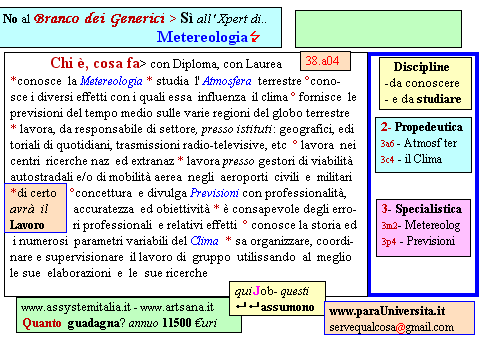 No al Branco dei Generici > Sì all'Xpert di..
Metereologia
Chi è, cosa fa> con Diploma, con Laurea
38.a04
*conosce la Metereologia * studia l'Atmosfera terrestre °cono-
sce i diversi effetti con i quali essa influenza il clima ° fornisce le
previsioni del tempo medio sulle varie regioni del globo terrestre
* lavora, da responsabile di settore, presso istituti: geografici, edi
toriali di quotidiani, trasmissioni radio-televisive, etc ° lavora nei
centri ricerche naz ed extranaz * lavora presso gestori di viabilità
autostradali e/o di mobilità aerea negli aeroporti civili e militari
*di certo
avrà il
Lavoro
°concettura e divulga Previsioni con professionalità,
accuratezza ed obiettività * è consapevole degli erro-
ri professionali e relativi effetti ° conosce la storia ed
i numerosi parametri variabili del Clima * sa organizzare, coordi-
nare e supervisionare il lavoro di gruppo utilissando al meglio
le sue elaborazioni e le sue ricerche
Discipline
-da conoscere
- e da studiare
2- Propedeutica
3a6 - Atmosf ter
3c4 - il Clima
3- Specialistica
3m2- Metereolog
3p4 - Previsioni
qui Job- questi
↵↵assumono
www.assystemitalia.it - www.artsana.it
Quanto guadagna? annuo 11500 €uri
www.paraUniversita.it
servequalcosa@gmail.com